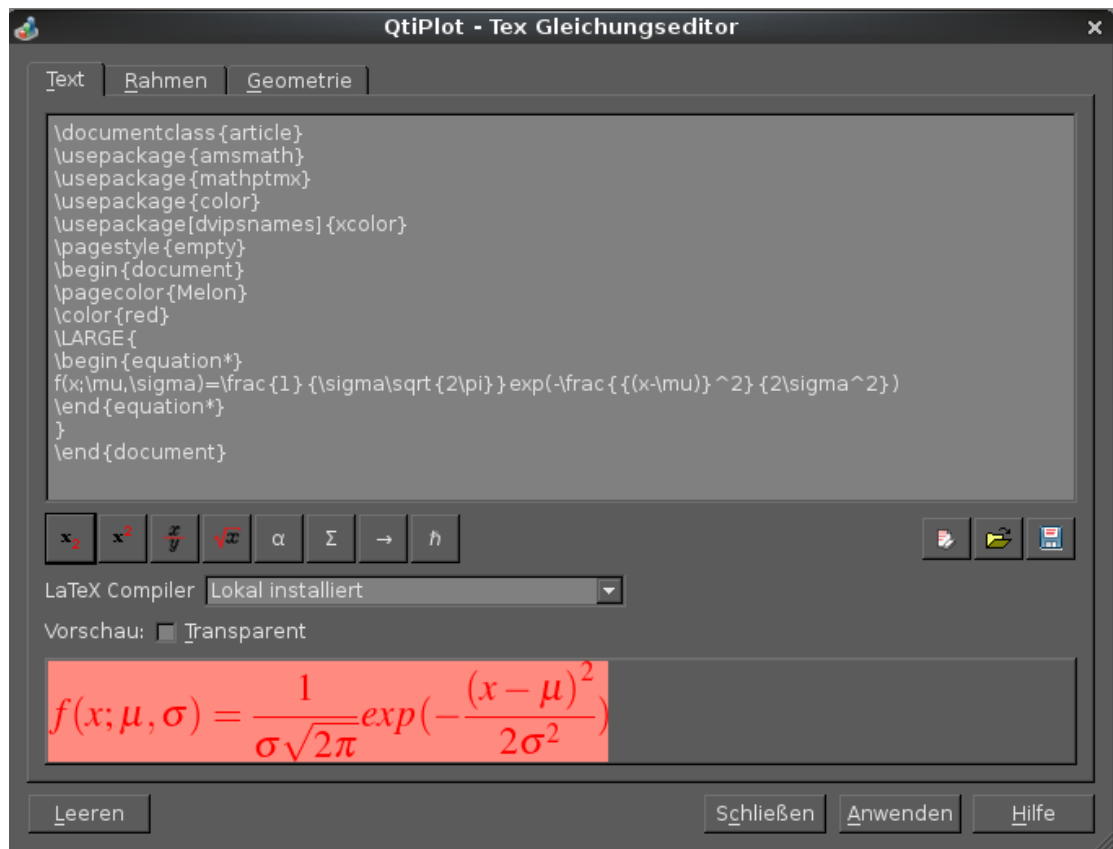 QtiPlot - Tex Gleichungseditor
Text Rahmen Geometrie
\documentclass{article}
\usepackage{amsmath}
\usepackage{mathptmx}
\usepackage{color}
\usepackage[dvipsnames]{xcolor}
\pagestyle{empty}
\begin{document}
\pagecolor{Melon}
\color{red}
\LARGE{
\begin{equation*}
f(x;\mu,\sigma)=\frac{1}{\sigma\sqrt{2\pi}}exp(-\frac{{(x-\mu)}^2}{2\sigma^2})
\end{equation*}
}
\end{document}
x₂ x² x/y √x α Σ → ℏ
LaTeX Compiler Lokal installiert
Vorschau: Transparent
f(x; μ, σ) = 1/(σ√2π) exp(−(x − μ)²/2σ²)
Leeren Schließen Anwenden Hilfe